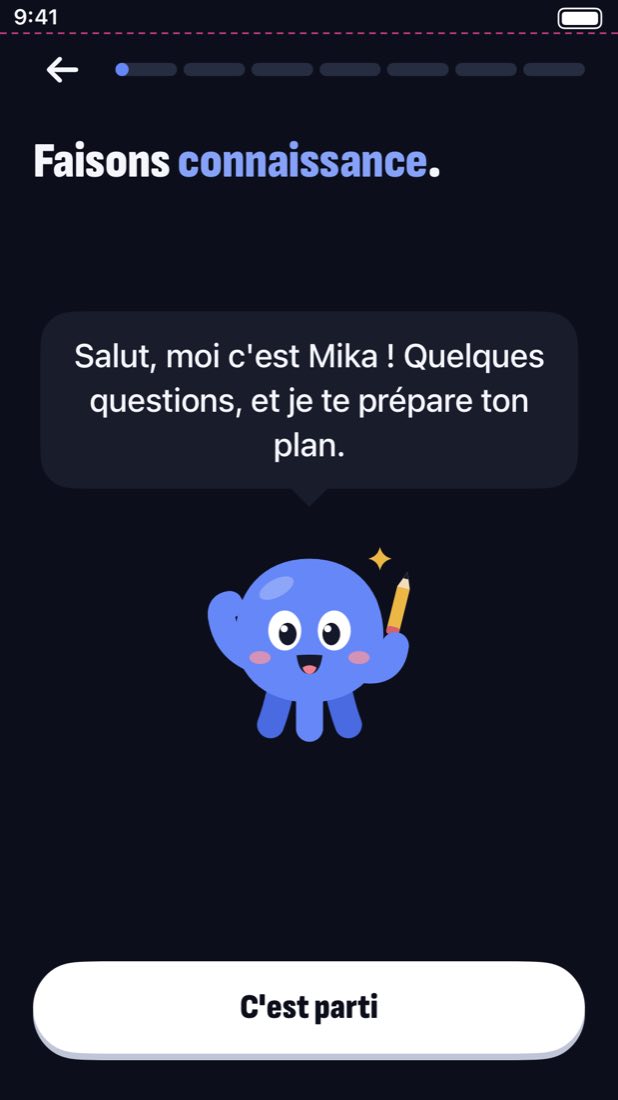 9:41
Faisons connaissance.
Salut, moi c'est Mika ! Quelques
questions, et je te prépare ton
plan.
C'est parti